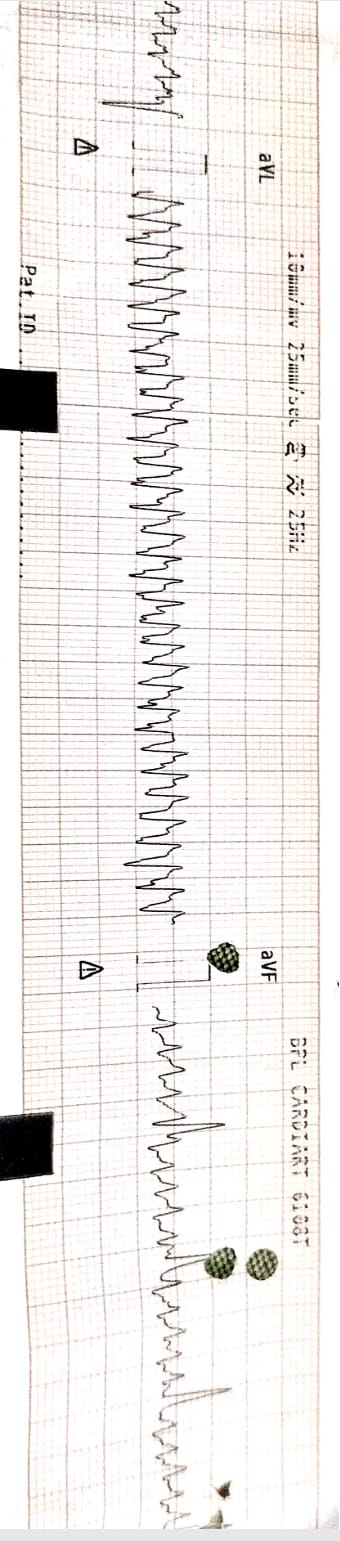 aVL
10mm/mV 25mm/sec 25Hz
Pat. ID
aVF
BPL CARDIART 6108T